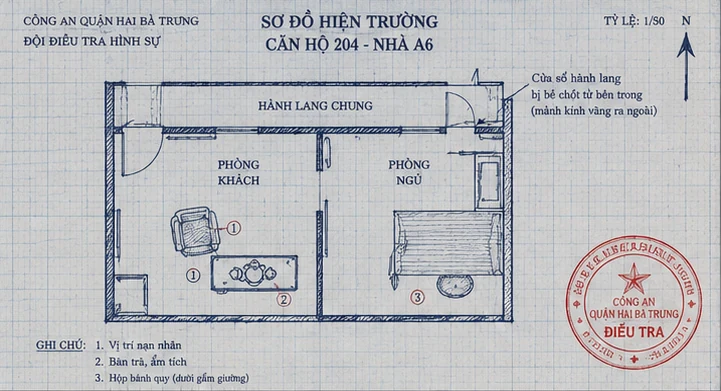 CÔNG AN QUẬN HAI BÀ TRƯNG
ĐỘI ĐIỀU TRA HÌNH SỰ
SƠ ĐỒ HIỆN TRƯỜNG
CĂN HỘ 204 - NHÀ A6
TỶ LỆ: 1/50
N
Cửa sổ hành lang
bị bẻ chốt từ bên trong
(mảnh kính văng ra ngoài)
HÀNH LANG CHUNG
PHÒNG
KHÁCH
PHÒNG
NGỦ
1
1
2
3
CÔNG AN
QUẬN HAI BÀ TRƯNG
ĐIỀU TRA
GHI CHÚ:
1. Vị trí nạn nhân
2. Bàn trà, ấm tích
3. Hộp bánh quy (dưới gầm giường)